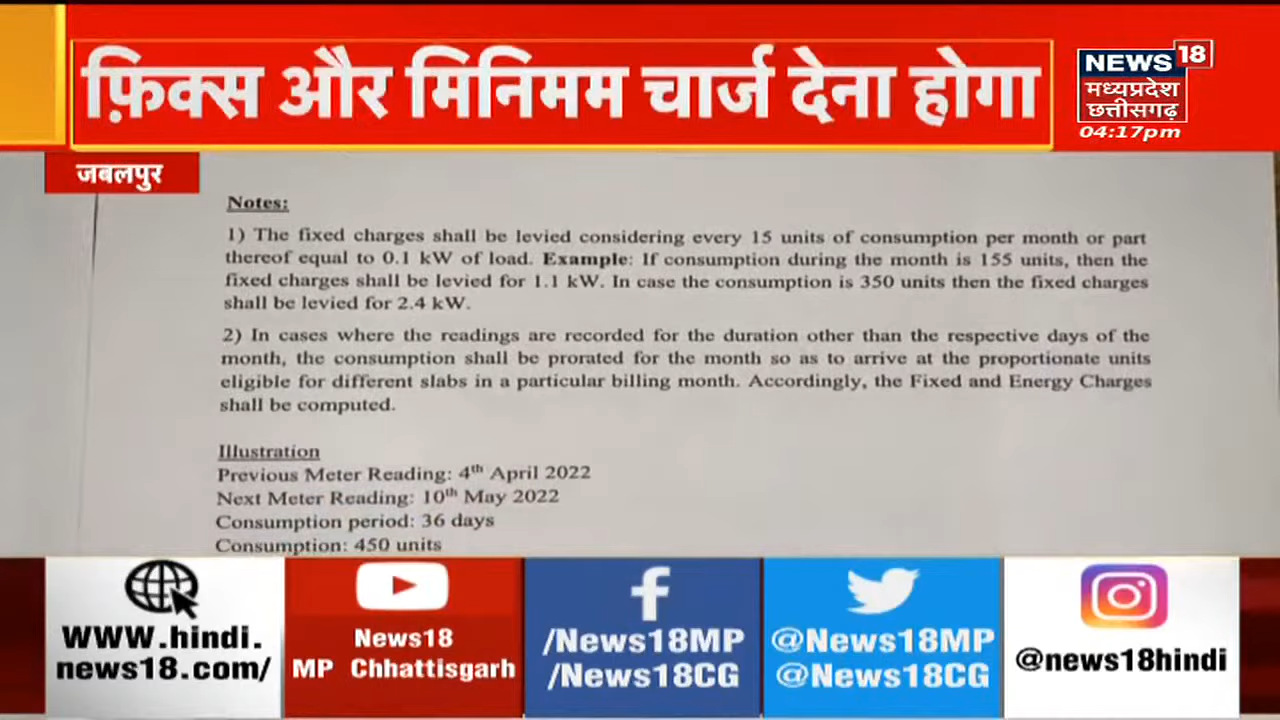 फ़िक्स और मिनिमम चार्ज देना होगा
NEWS 18
मध्यप्रदेश
छत्तीसगढ़
04:17pm
जबलपुर
Notes:
1) The fixed charges shall be levied considering every 15 units of consumption per month or part
thereof equal to 0.1 kW of load. Example: If consumption during the month is 155 units, then the
fixed charges shall be levied for 1.1 kW. In case the consumption is 350 units then the fixed charges
shall be levied for 2.4 kW.
2) In cases where the readings are recorded for the duration other than the respective days of the
month, the consumption shall be prorated for the month so as to arrive at the proportionate units
eligible for different slabs in a particular billing month. Accordingly, the Fixed and Energy Charges
shall be computed.
Illustration
Previous Meter Reading: 4th April 2022
Next Meter Reading: 10th May 2022
Consumption period: 36 days
Consumption: 450 units
WWW.hindi.
news18.com/
News18
MP Chhattisgarh
/News18MP
/News18CG
@News18MP
@News18CG
@news18hindi